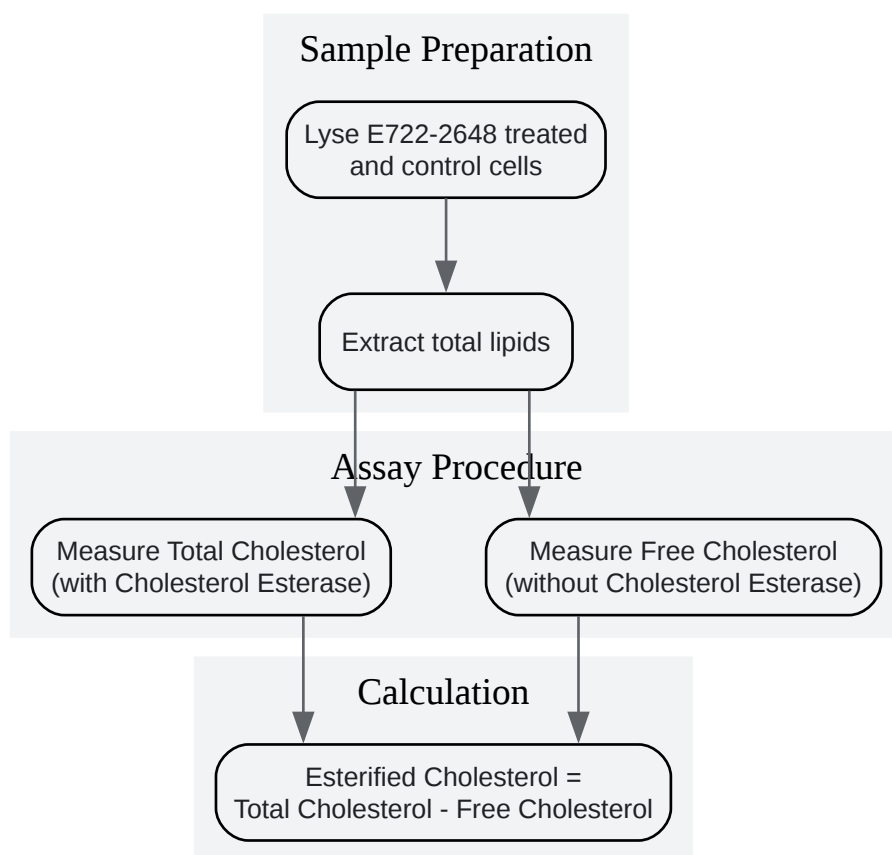 Sample Preparation
Lyse E722-2648 treated
and control cells
Extract total lipids
Assay Procedure
Measure Total Cholesterol
(with Cholesterol Esterase)
Measure Free Cholesterol
(without Cholesterol Esterase)
Calculation
Esterified Cholesterol =
Total Cholesterol - Free Cholesterol